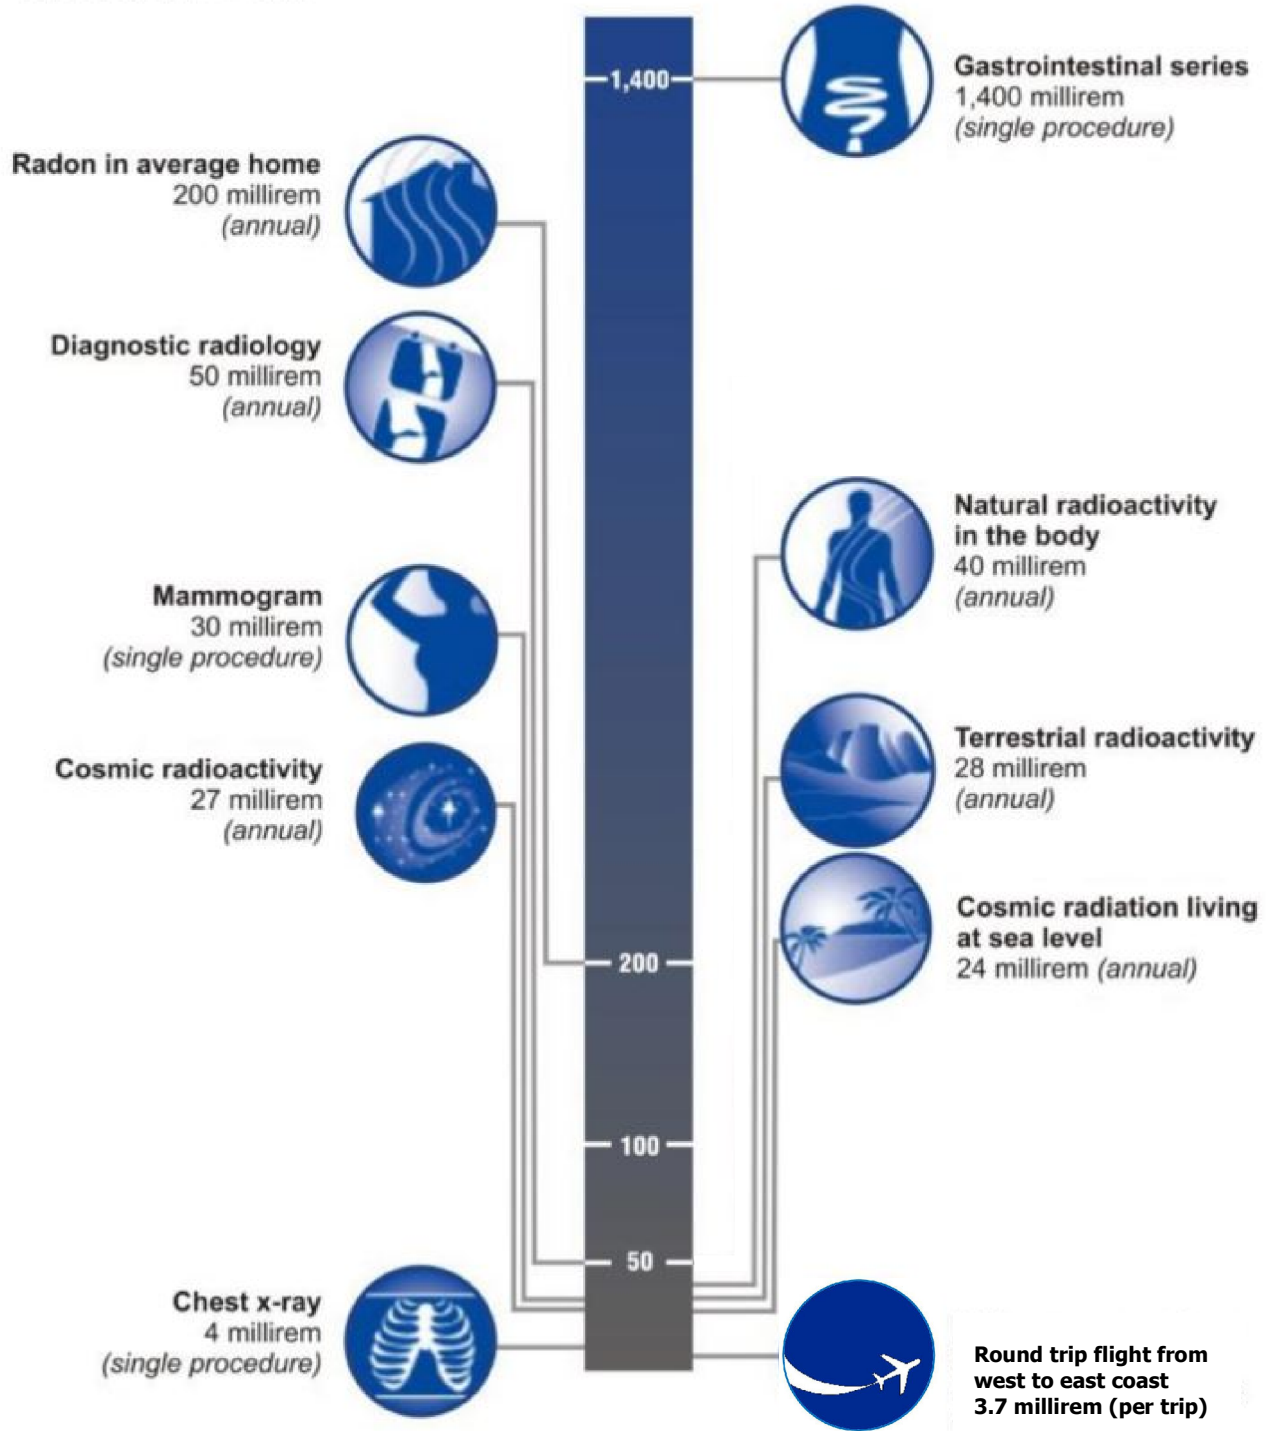 1,400
Gastrointestinal series
1,400 millirem
(single procedure)
Radon in average home
200 millirem
(annual)
Diagnostic radiology
50 millirem
(annual)
Natural radioactivity
in the body
40 millirem
(annual)
Mammogram
30 millirem
(single procedure)
Terrestrial radioactivity
28 millirem
(annual)
Cosmic radioactivity
27 millirem
(annual)
Cosmic radiation living
at sea level
24 millirem (annual)
200
100
50
Chest x-ray
4 millirem
(single procedure)
Round trip flight from
west to east coast
3.7 millirem (per trip)